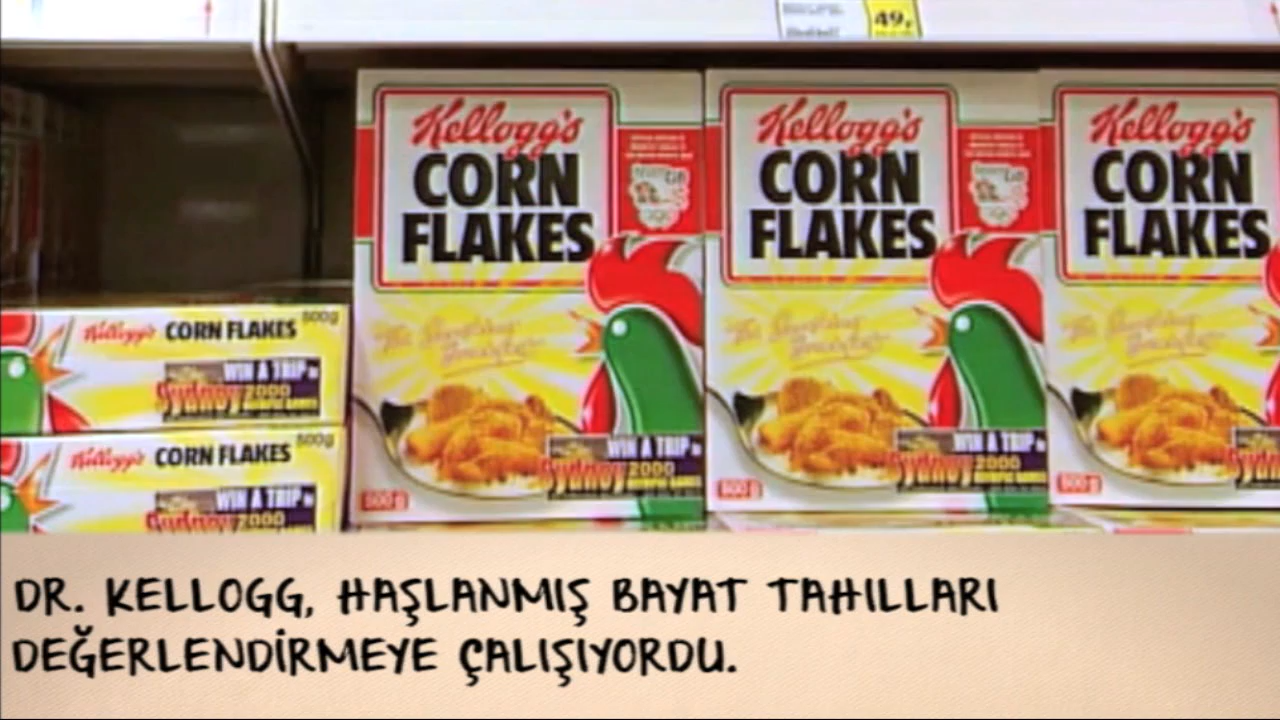 49,
Kellogg's
CORN
FLAKES
WIN A TRIP
Sydney 2000
500g
Kellogg's
CORN
FLAKES
WIN A TRIP
Sydney 2000
500g
Kellogg's
CORN
FLAKES
Sydney
500g
Kellogg's CORN FLAKES 500g
WIN A TRIP
Sydney 2000
Kellogg's CORN FLAKES 500g
WIN A TRIP
Sydney 2000
DR. KELLOGG, HAŞLANMIŞ BAYAT TAHILLARI
DEĞERLENDİRMEYE ÇALIŞIYORDU.